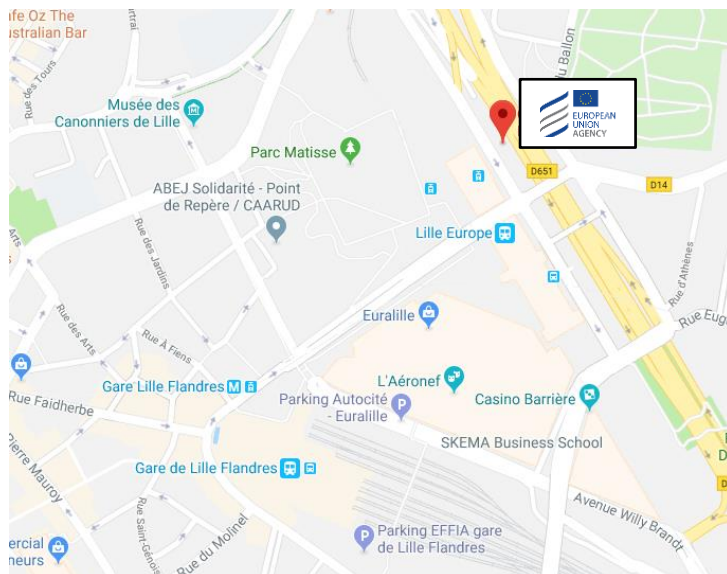 fe Oz The
ustralian Bar
rtrai
Rue des Tours
Musée des
Canonniers de Lille
Parc Matisse
ABEJ Solidarité - Point
de Repère / CAARUD
du Ballon
EUROPEAN
UNION
AGENCY
D651
D14
Lille Europe
Rue d'Athènes
Rue Eug
Arts
Rue des Jardins
Rue des Arts
Rue À Fiens
Euralille
Gare Lille Flandres M
L'Aéronef
Parking Autocité
- Euralille
P
Casino Barrière
SKEMA Business School
Rue Faidherbe
Pierre Mauroy
Gare de Lille Flandres
Avenue Willy Brandt
Rue Saint-Génois
Rue du Molinel
P
Parking EFFIA gare
de Lille Flandres
ercial
neurs
D